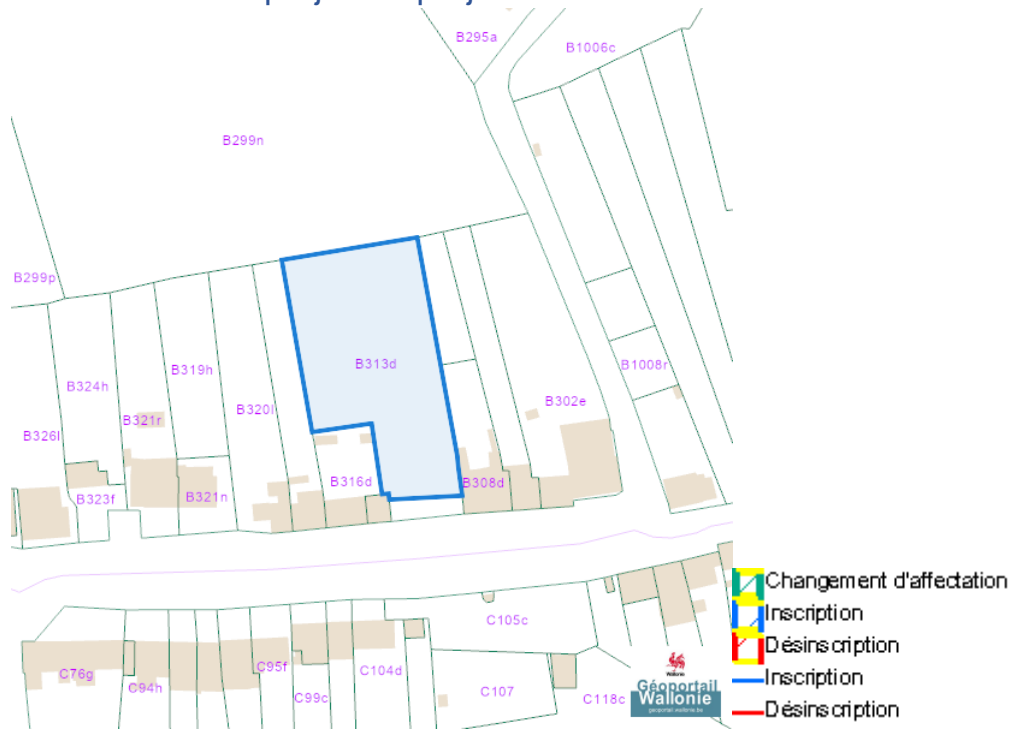 B295a
B1006c
B299n
B299p
B313d
B319h
B324h
B320l
B321r
B326l
B1008r
B302e
B316d
B308d
B323f
B321n
C105c
C76g
C94h
C95f
C99c
C104d
C107
C118c
Wallonie
Géoportail
Wallonie
geoportail.wallonie.be
Changement d'affectation
Inscription
Désinscription
Inscription
Désinscription